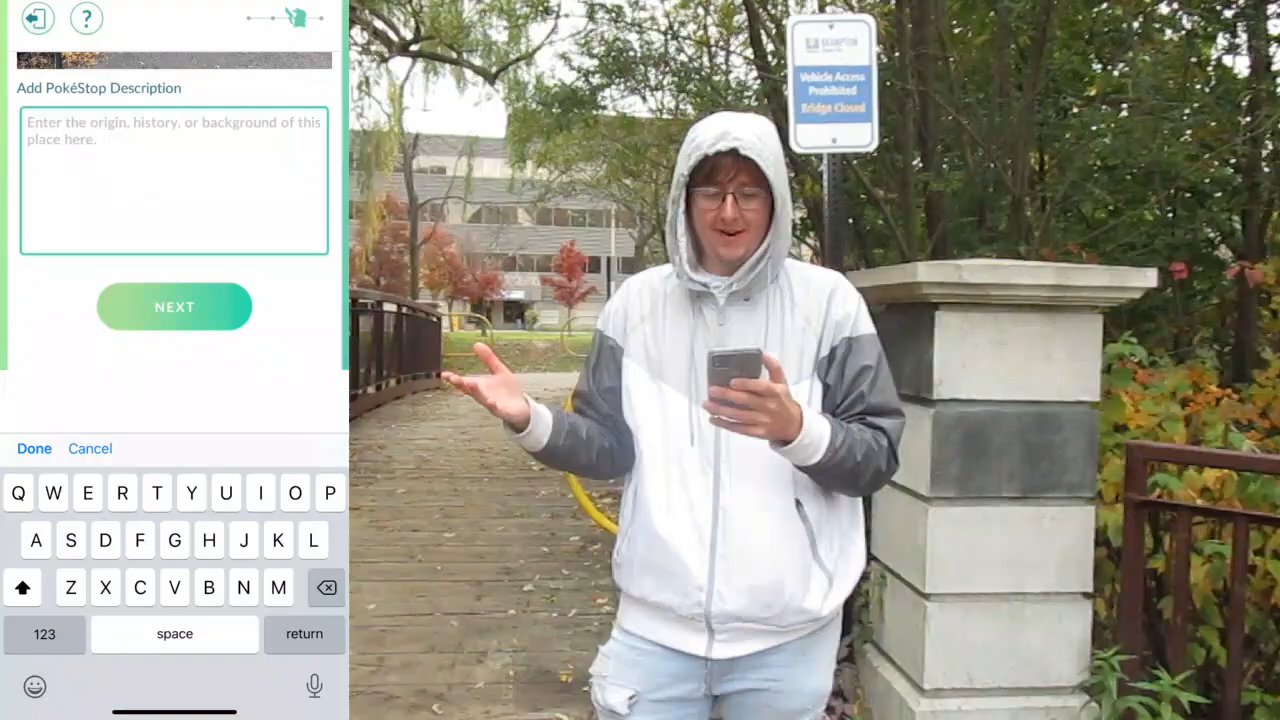 ?
Add PokéStop Description
Enter the origin, history, or background of this
place here.
NEXT
Done Cancel
Q W E R T Y U I O P
A S D F G H J K L
Z X C V B N M
123 space return
BRAMPTON
Vehicle Access
Prohibited
Bridge Closed